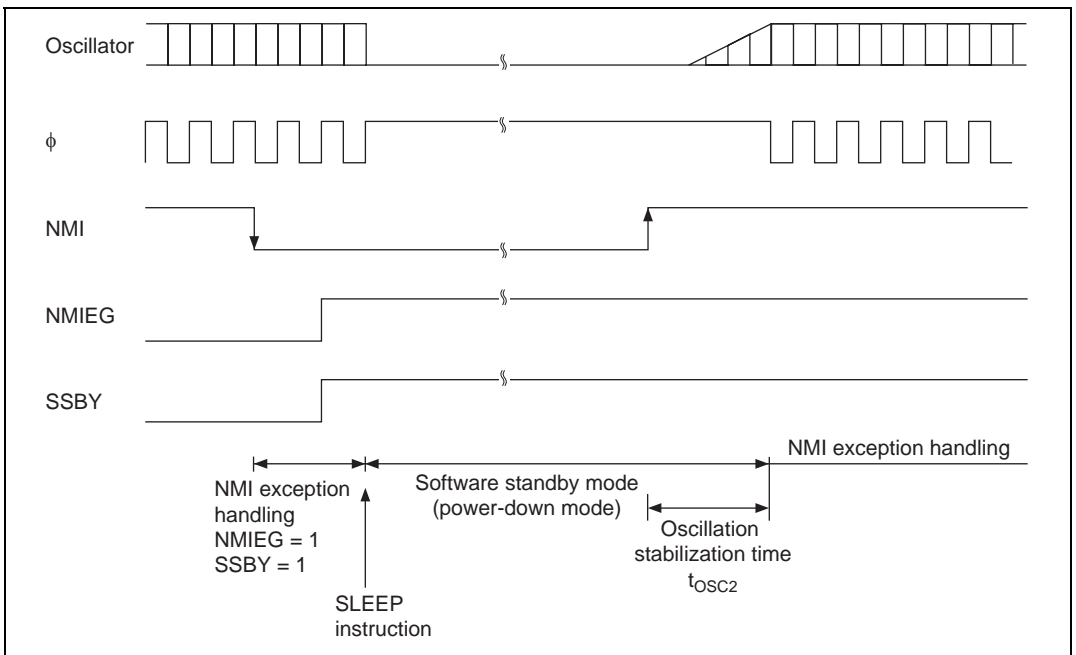 Oscillator
φ
NMI
NMIEG
SSBY
NMI exception handling
NMI exception
handling
NMIEG = 1
SSBY = 1
Software standby mode
(power-down mode)
Oscillation
stabilization time
tOSC2
SLEEP
instruction